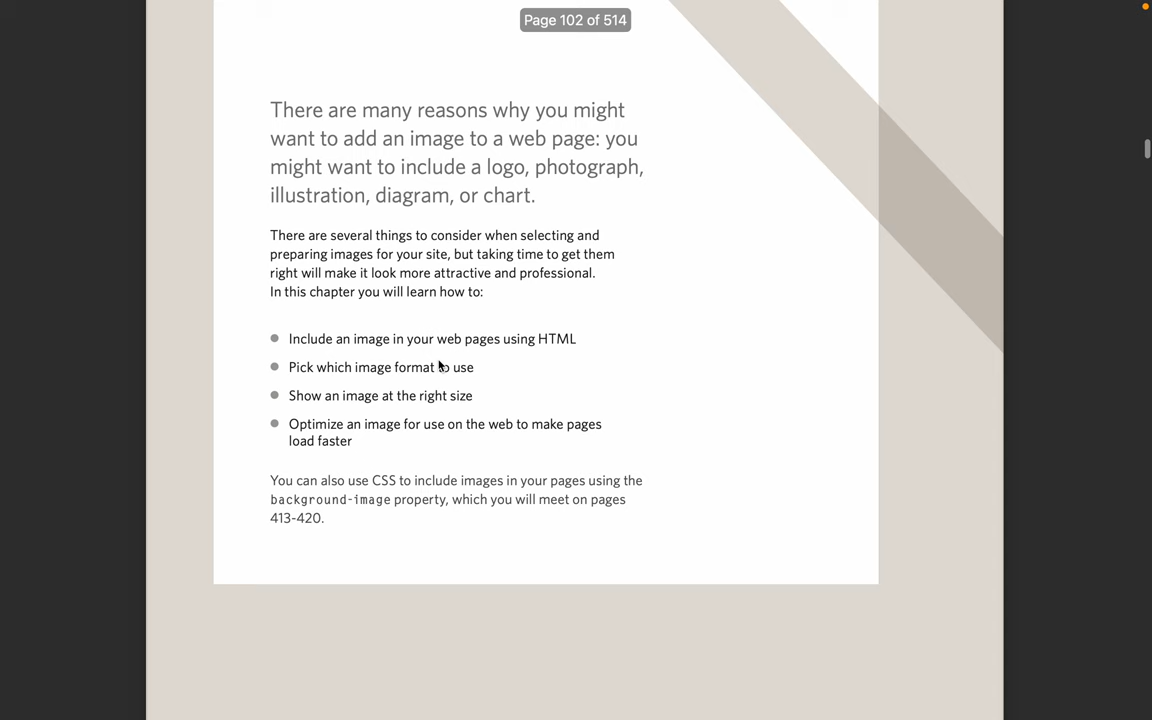 Page 102 of 514
There are many reasons why you might
want to add an image to a web page: you
might want to include a logo, photograph,
illustration, diagram, or chart.
There are several things to consider when selecting and
preparing images for your site, but taking time to get them
right will make it look more attractive and professional.
In this chapter you will learn how to:
Include an image in your web pages using HTML
Pick which image format to use
Show an image at the right size
Optimize an image for use on the web to make pages
load faster
You can also use CSS to include images in your pages using the
background-image property, which you will meet on pages
413-420.